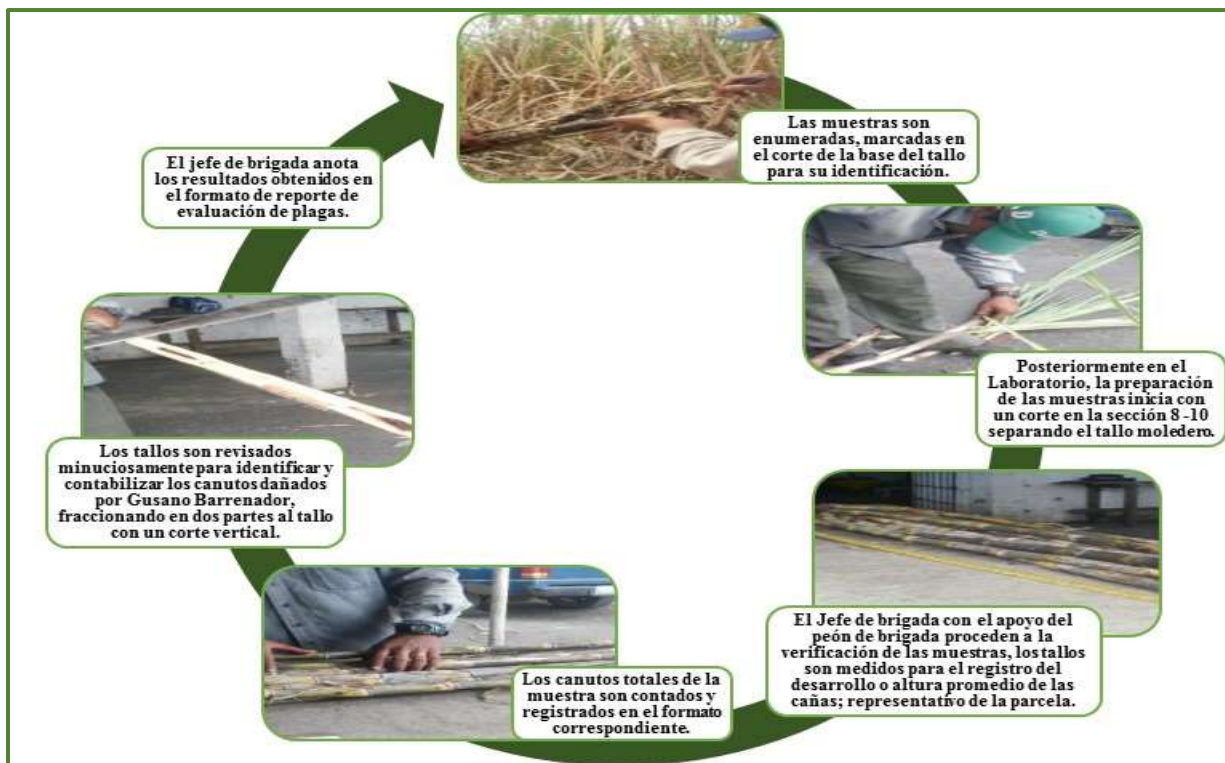 Las muestras son
enumeradas, marcadas en
el corte de la base del tallo
para su identificación.
Posteriormente en el
Laboratorio, la preparación
de las muestras inicia con
un corte en la sección 8 -10
separando el tallo moledero.
El Jefe de brigada con el apoyo del
peón de brigada proceden a la
verificación de las muestras, los tallos
son medidos para el registro del
desarrollo o altura promedio de las
cañas; representativo de la parcela.
Los canutos totales de la
muestra son contados y
registrados en el formato
correspondiente.
Los tallos son revisados
minuciosamente para identificar y
contabilizar los canutos dañados
por Gusano Barrenador,
fraccionando en dos partes al tallo
con un corte vertical.
El jefe de brigada anota
los resultados obtenidos en
el formato de reporte de
evaluación de plagas.